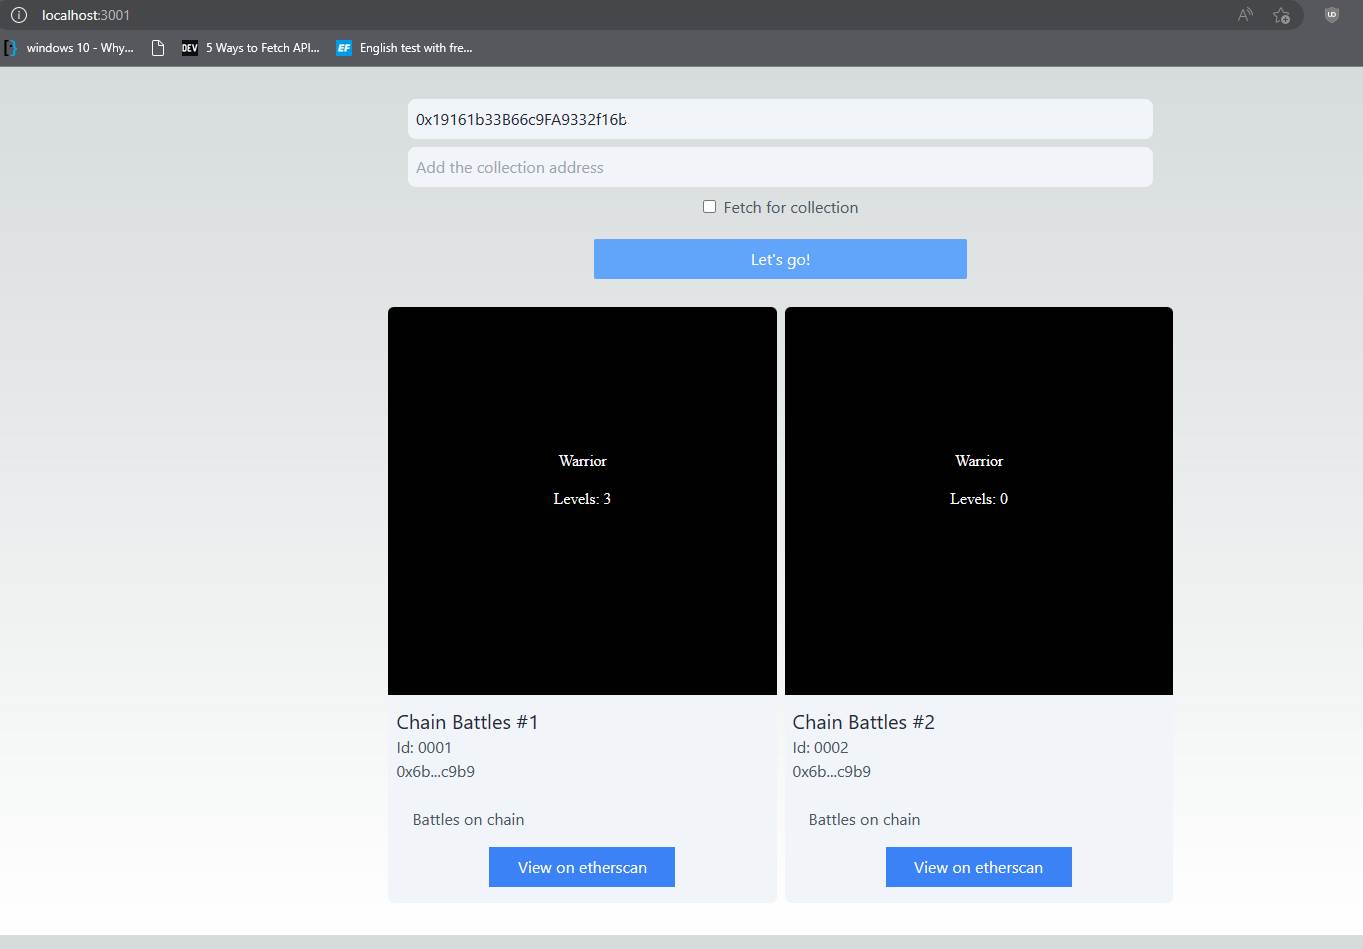 localhost:3001
windows 10 - Why...
DEV 5 Ways to Fetch API...
EF English test with fre...
0x19161b33B66c9FA9332f16b
Add the collection address
Fetch for collection
Let's go!
Warrior
Levels: 3
Warrior
Levels: 0
Chain Battles #1
Id: 0001
0x6b...c9b9
Battles on chain
View on etherscan
Chain Battles #2
Id: 0002
0x6b...c9b9
Battles on chain
View on etherscan